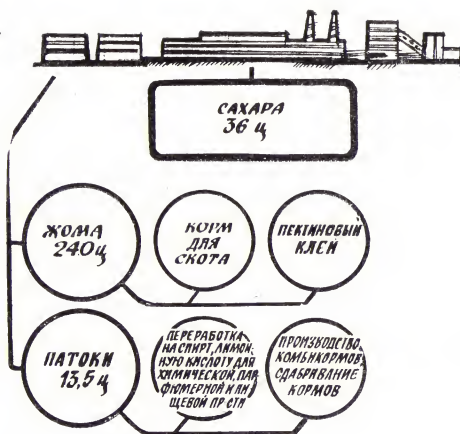 САХАРА
36 ц
ЖОМА
240 ц
КОРМ
ДЛЯ
СКОТА
ПЕКТИНОВЫЙ
КЛЕЙ
ПАТОКИ
13,5 ц
ПЕРЕРАБОТКА
НА СПИРТ, ЛИМОН-
НУЮ КИСЛОТУ ДЛЯ
ХИМИЧЕСКОЙ, ПАР-
ФЮМЕРНОЙ И ПИ
ЩЕВОЙ ПР СТИ
ПРОИЗВОДСТВО
КОМБИКОРМОВ,
СДАБРИВАНИЕ
КОРМОВ